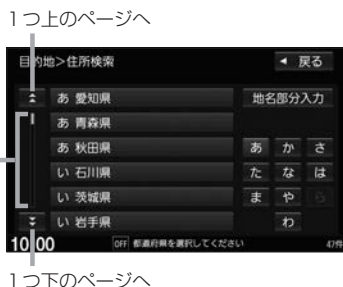 1つ上のページへ
目的地>住所検索
戻る
あ 愛知県
地名部分入力
あ 青森県
あ 秋田県
あ か さ
い 石川県
た な は
い 茨城県
ま や ら
い 岩手県
わ
10:00
OFF 都道府県を選択してください
47件
1つ下のページへ